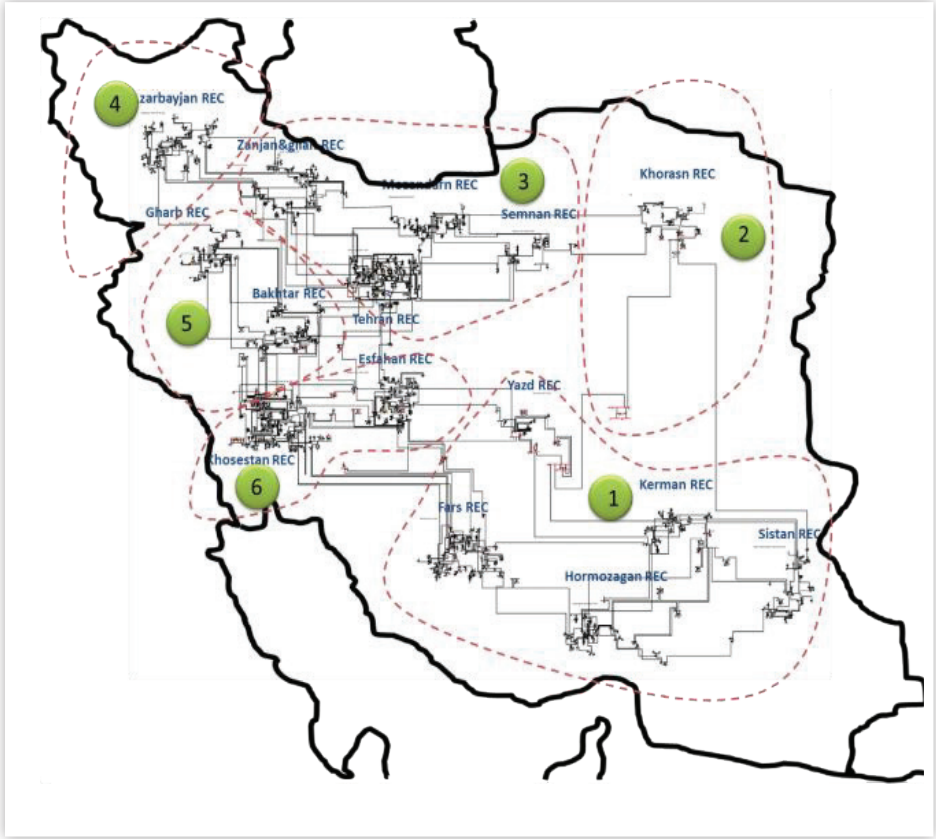 4
zarbayjan REC
Zanjan&gilan REC
Mosandarn REC
3
Khorasn REC
Gharb REC
Semnan REC
2
Bakhtar REC
5
Tehran REC
Esfahan REC
Yazd REC
Khosestan REC
6
1
Kerman REC
Fars REC
Sistan REC
Hormozagan REC